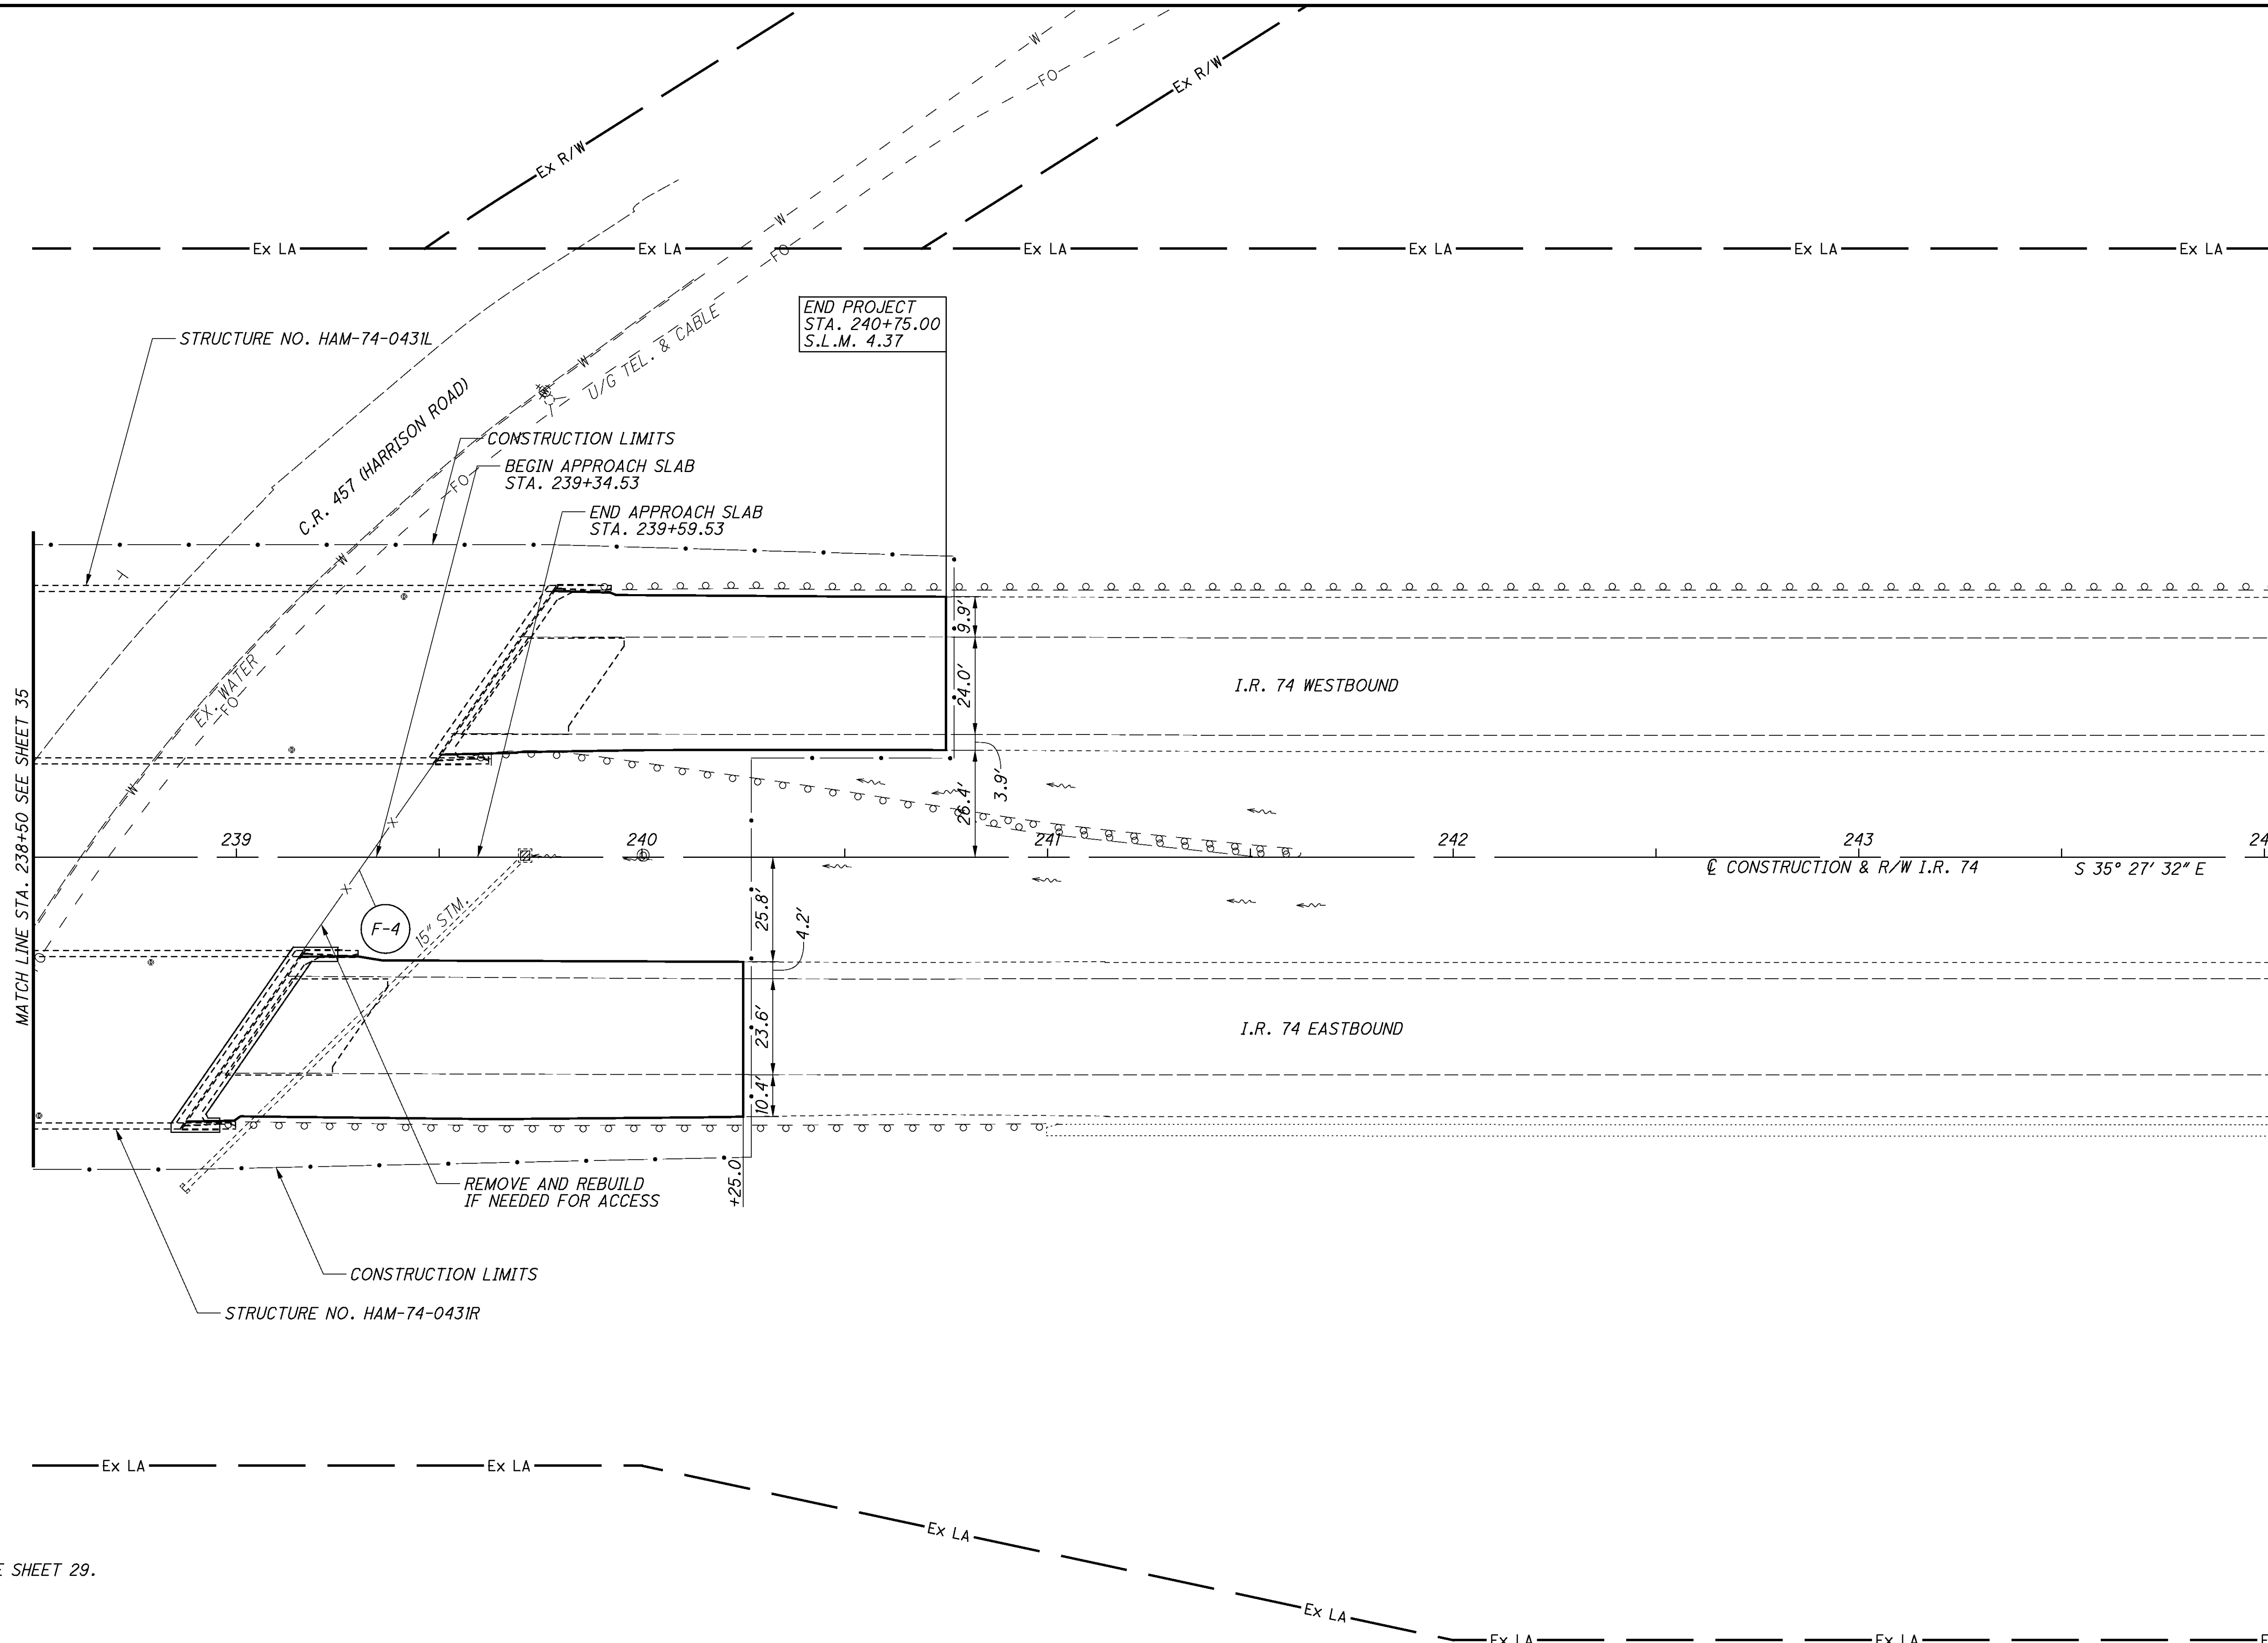 W
FO
Ex R/W
Ex R/W
W
FO
Ex LA
Ex LA
Ex LA
Ex LA
Ex LA
Ex LA
END PROJECT
STA. 240+75.00
S.L.M. 4.37
STRUCTURE NO. HAM-74-0431L
W
U/G TEL. & CABLE
C.R. 457 (HARRISON ROAD)
CONSTRUCTION LIMITS
BEGIN APPROACH SLAB
STA. 239+34.53
FO
END APPROACH SLAB
STA. 239+59.53
W
9.9'
24.0'
I.R. 74 WESTBOUND
EX. WATER
FO
MATCH LINE STA. 238+50 SEE SHEET 35
W
3.9'
26.4'
X
239
240
241
242
243
24
℄ CONSTRUCTION & R/W I.R. 74
S 35° 27' 32" E
X
F-4
15" STM.
25.8'
4.2'
23.6'
I.R. 74 EASTBOUND
10.4'
REMOVE AND REBUILD
IF NEEDED FOR ACCESS
+25.0
CONSTRUCTION LIMITS
STRUCTURE NO. HAM-74-0431R
Ex LA
Ex LA
Ex LA
E SHEET 29.
Ex LA
Ex LA
Ex LA